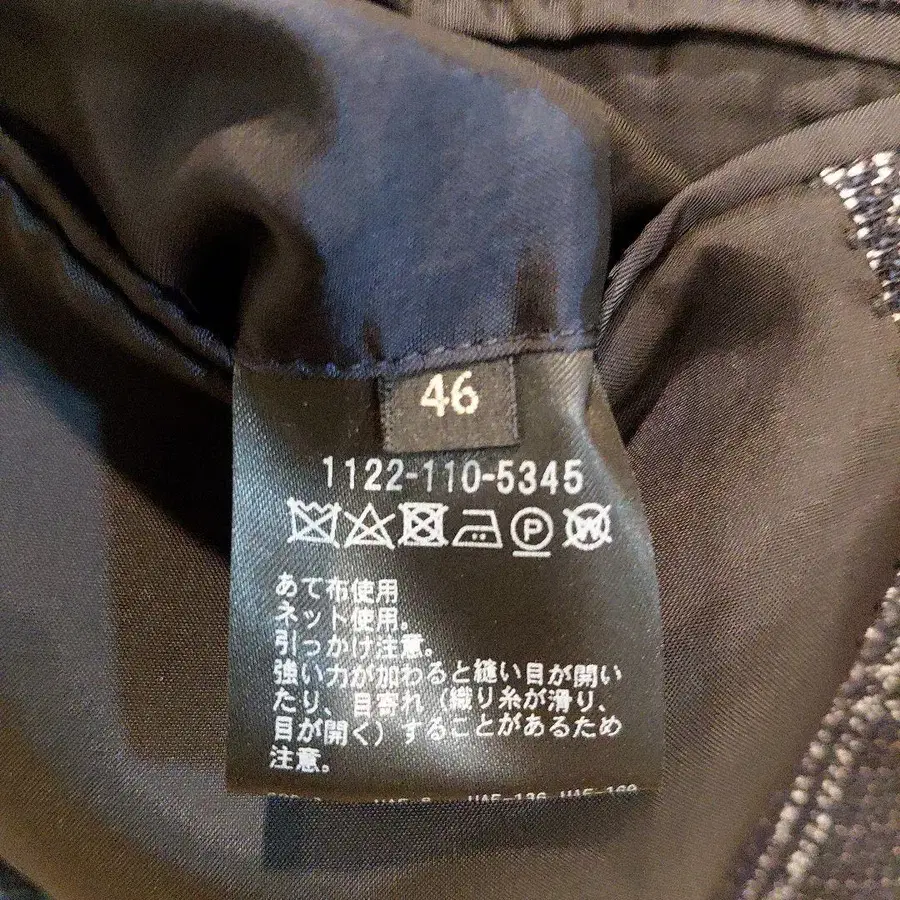 46
1122-110-5345
P W
あて布使用
ネット使用。
引っかけ注意。
強い力が加わると縫い目が開い
たり、目寄れ（織り糸が滑り、
目が開く）することがあるため
注意。